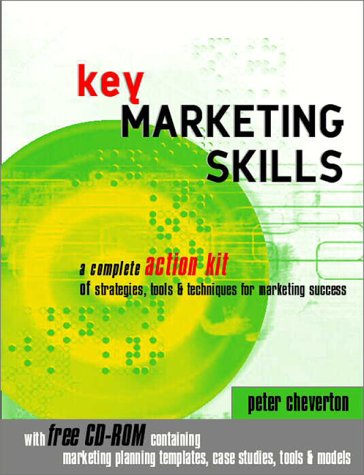 key
MARKETING
SKILLS
a complete action kit
of strategies, tools & techniques for marketing success
peter cheverton
with free CD-ROM containing
marketing planning templates, case studies, tools & models